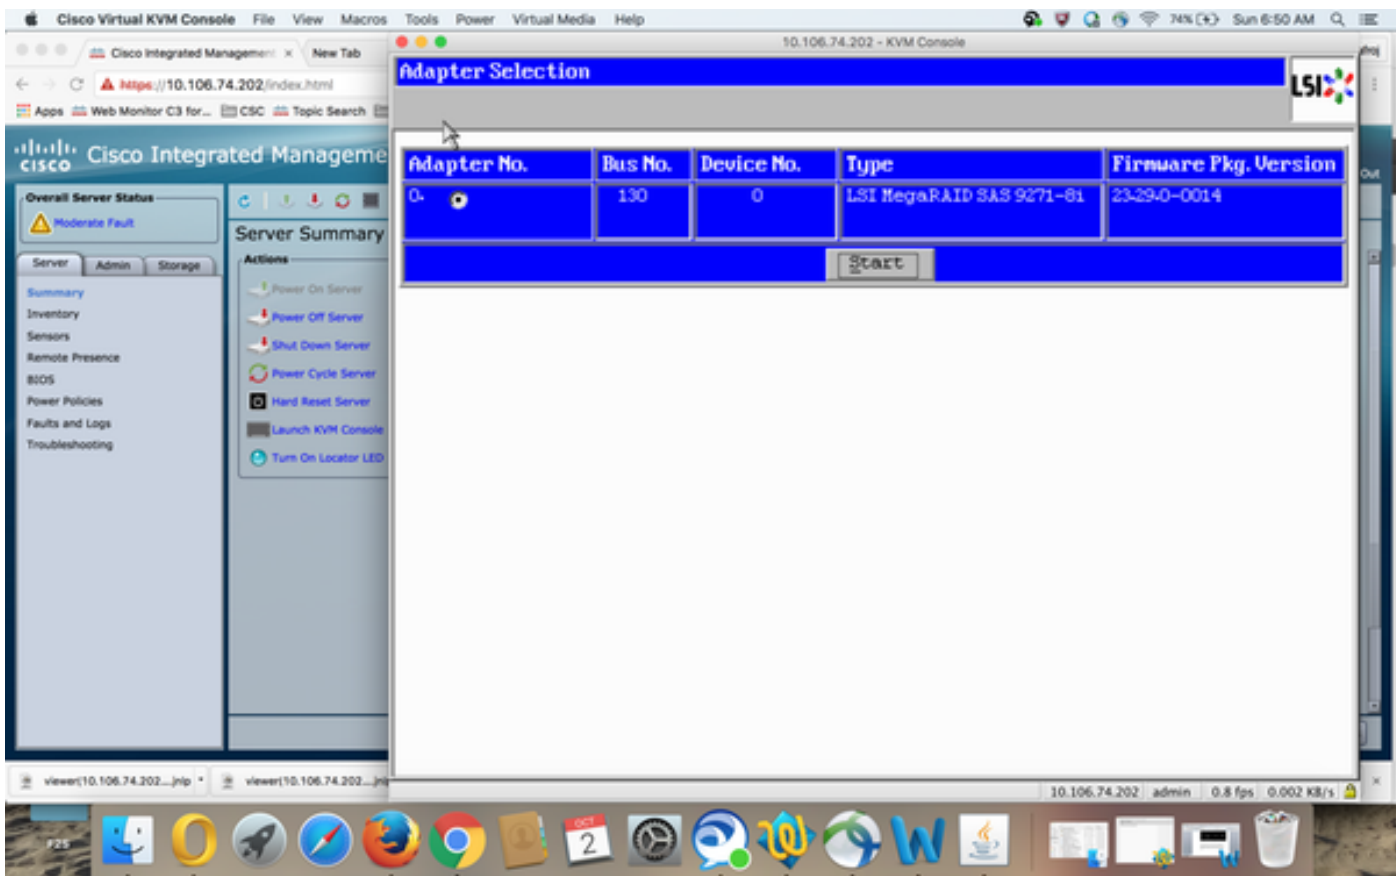 Cisco Virtual KVM Console File View Macros Tools Power Virtual Media Help 74% Sun 6:50 AM
Cisco Integrated Management × New Tab
10.106.74.202 - KVM Console
https://10.106.74.202/index.html
Apps Web Monitor C3 for... CSC Topic Search
Adapter Selection
LSI
CISCO Cisco Integrated Manageme
Out
Adapter No. Bus No. Device No. Type Firmware Pkg. Version
0. 130 0 LSI MegaRAID SAS 9271-8i 23.29.0-0014
Start
Overall Server Status
Moderate Fault
Server Admin Storage
Summary
Inventory
Sensors
Remote Presence
BIOS
Power Policies
Faults and Logs
Troubleshooting
Server Summary
Actions
Power On Server
Power Off Server
Shut Down Server
Power Cycle Server
Hard Reset Server
Launch KVM Console
Turn On Locator LED
viewer(10.106.74.202....jnlp viewer(10.106.74.202....jnl
10.106.74.202 admin 0.8 fps 0.002 KB/s
OCT
2